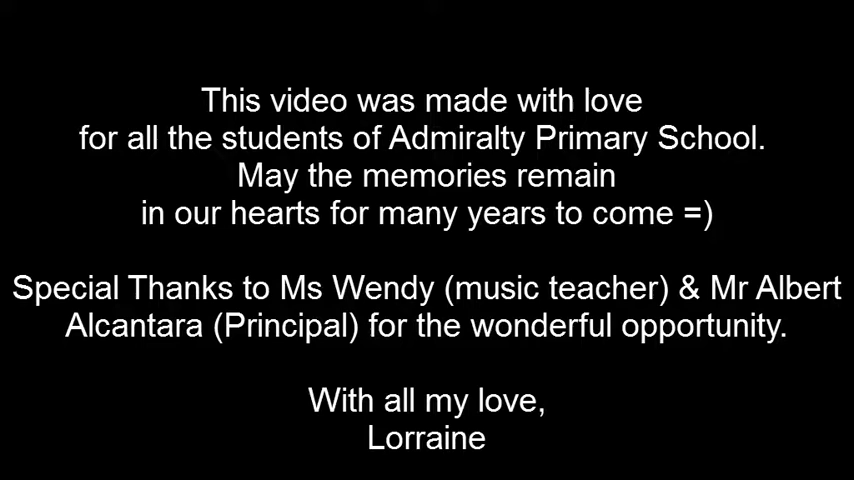 This video was made with love
for all the students of Admiralty Primary School.
May the memories remain
in our hearts for many years to come =)
Special Thanks to Ms Wendy (music teacher) & Mr Albert
Alcantara (Principal) for the wonderful opportunity.
With all my love,
Lorraine